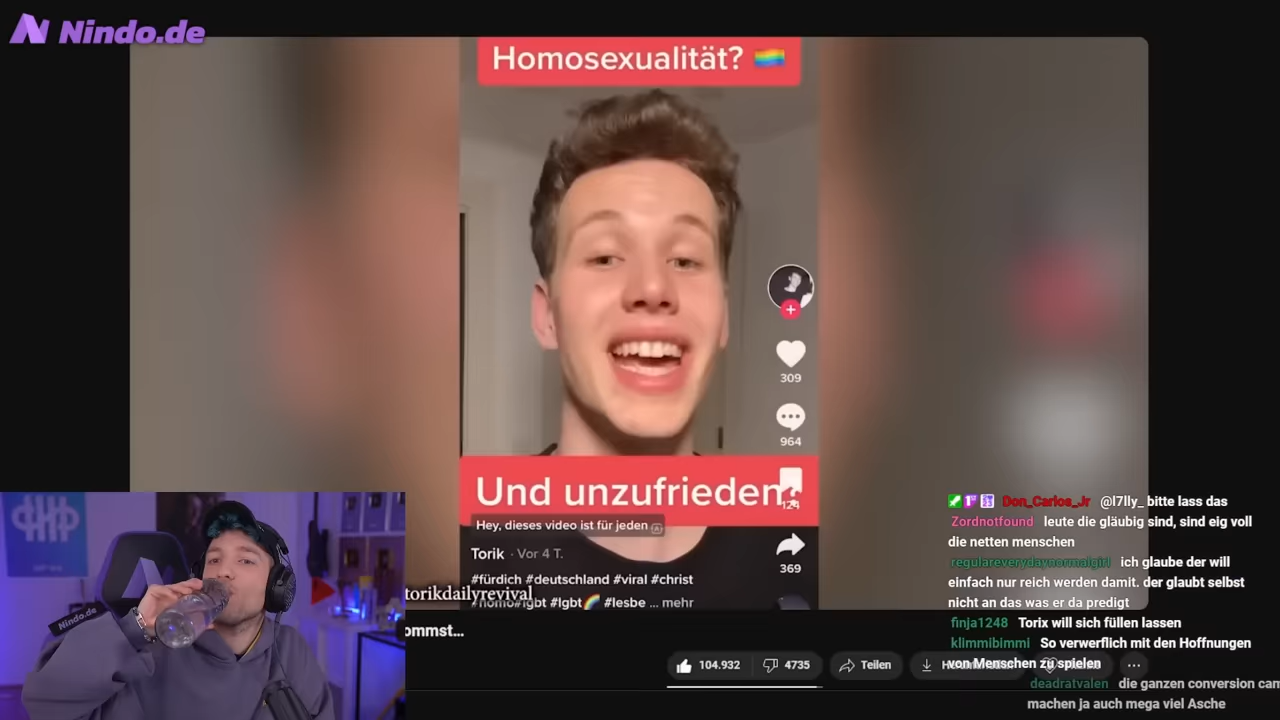 Nindo.de
Homosexualität?
309
964
Und unzufrieden?
124
Hey, dieses video ist für jeden
Torik · Vor 4 T.
369
#fürdich #deutschland #viral #christ
#homo#lgbt #lgbt #lesbe ... mehr
torikdailyrevival
ommst...
104.932
4735
Teilen
Nindo.de
Don_Carlos_Jr @l7lly_ bitte lass das
Zordnotfound leute die gläubig sind, sind eig voll
die netten menschen
regulareverydaynormalgirl ich glaube der will
einfach nur reich werden damit. der glaubt selbst
nicht an das was er da predigt
finja1248 Torix will sich füllen lassen
klimmibimmi So verwerflich mit den Hoffnungen
von Menschen zu spielen
deadratvalen die ganzen conversion cam
machen ja auch mega viel Asche